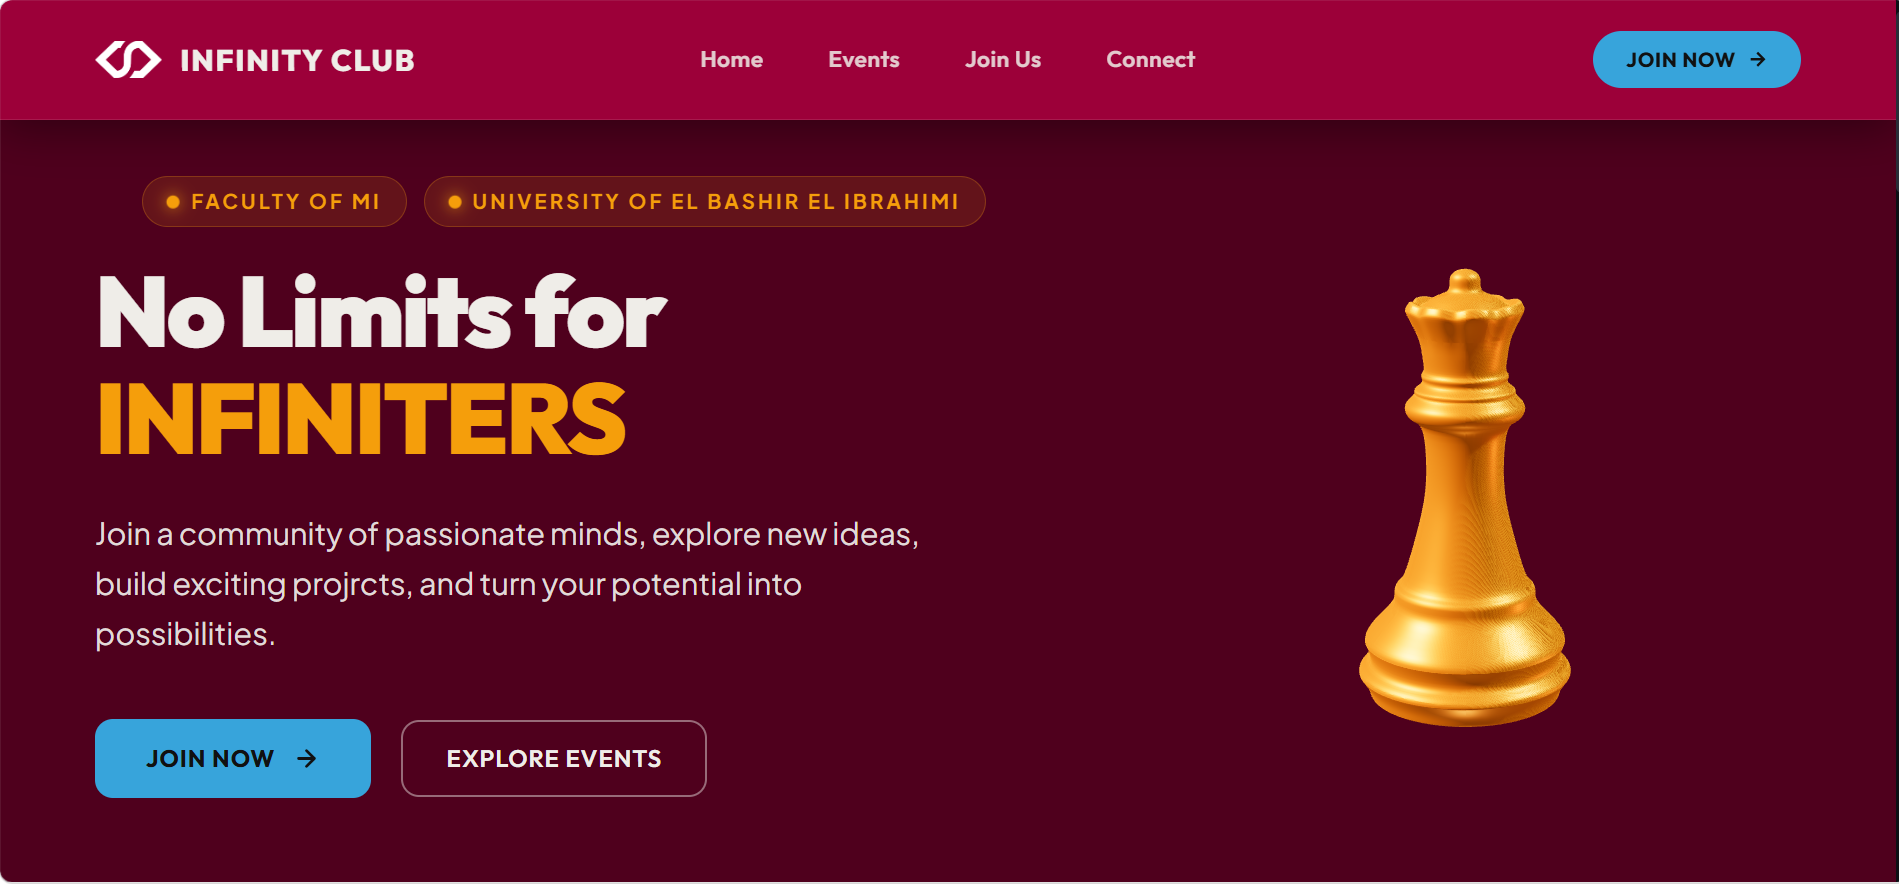 INFINITY CLUB
Home Events Join Us Connect
JOIN NOW →
FACULTY OF MI
UNIVERSITY OF EL BASHIR EL IBRAHIMI
No Limits for
INFINITERS
Join a community of passionate minds, explore new ideas,
build exciting projrcts, and turn your potential into
possibilities.
JOIN NOW →
EXPLORE EVENTS